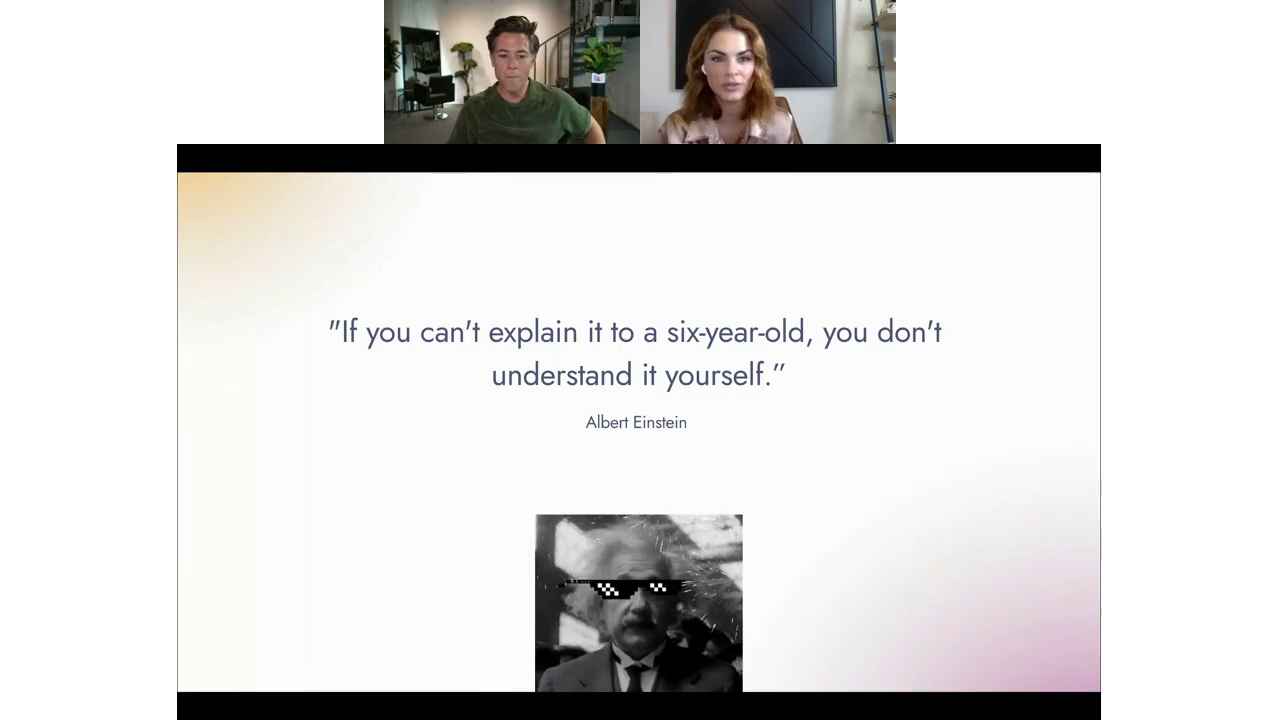 "If you can't explain it to a six-year-old, you don't
understand it yourself.”
Albert Einstein